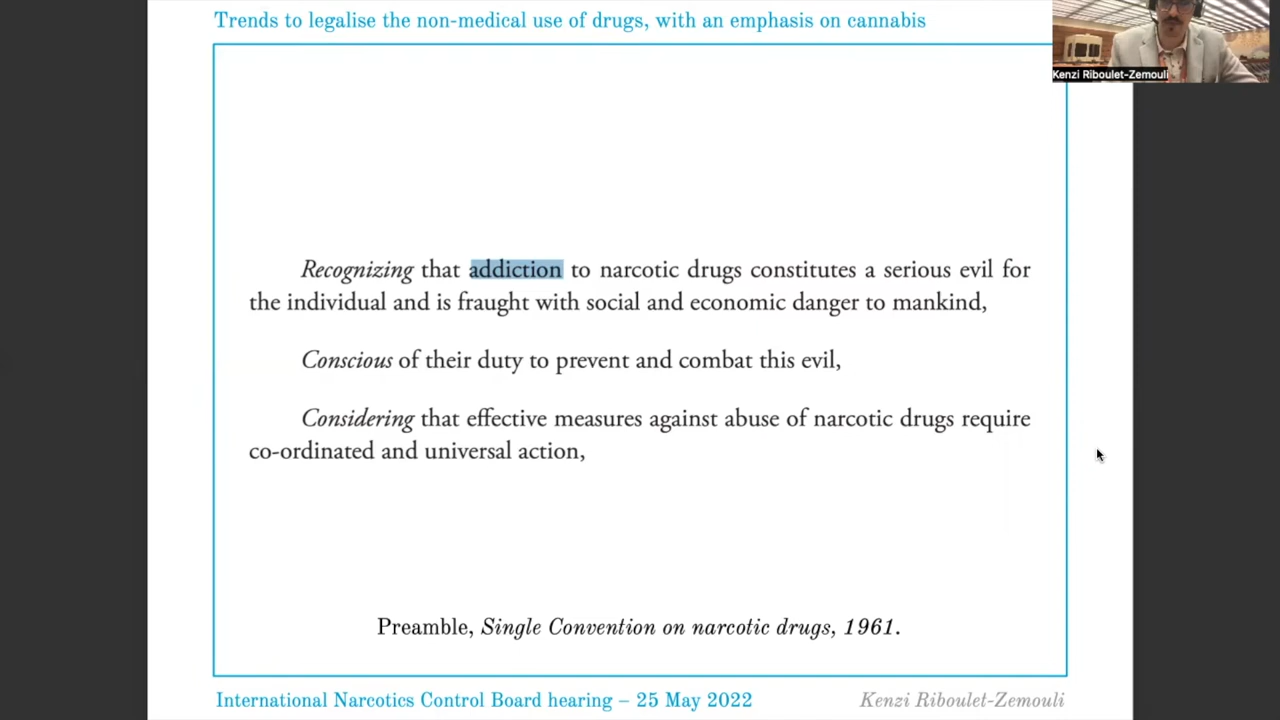 Trends to legalise the non-medical use of drugs, with an emphasis on cannabis
Kenzi Riboulet-Zemouli
Recognizing that addiction to narcotic drugs constitutes a serious evil for
the individual and is fraught with social and economic danger to mankind,
Conscious of their duty to prevent and combat this evil,
Considering that effective measures against abuse of narcotic drugs require
co-ordinated and universal action,
Preamble, Single Convention on narcotic drugs, 1961.
International Narcotics Control Board hearing – 25 May 2022
Kenzi Riboulet-Zemouli